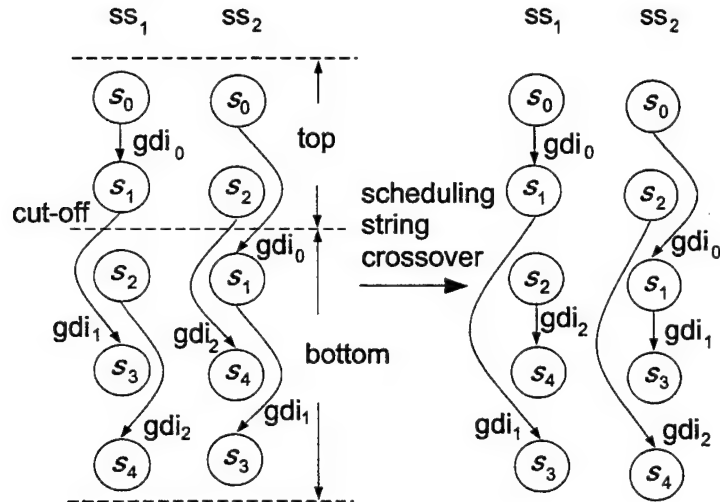 ss1 ss2 ss1 ss2
s0 s0 s0 s0
gdi0 top gdi0
s1 s2 s1 s2
cut-off scheduling string crossover
gdi0 gdi0
s2 s1 s2 s1
gdi1 gdi2 bottom gdi2 gdi1
s3 s4 s4 s3
gdi2 gdi1 gdi1 gdi2
s4 s3 s3 s4